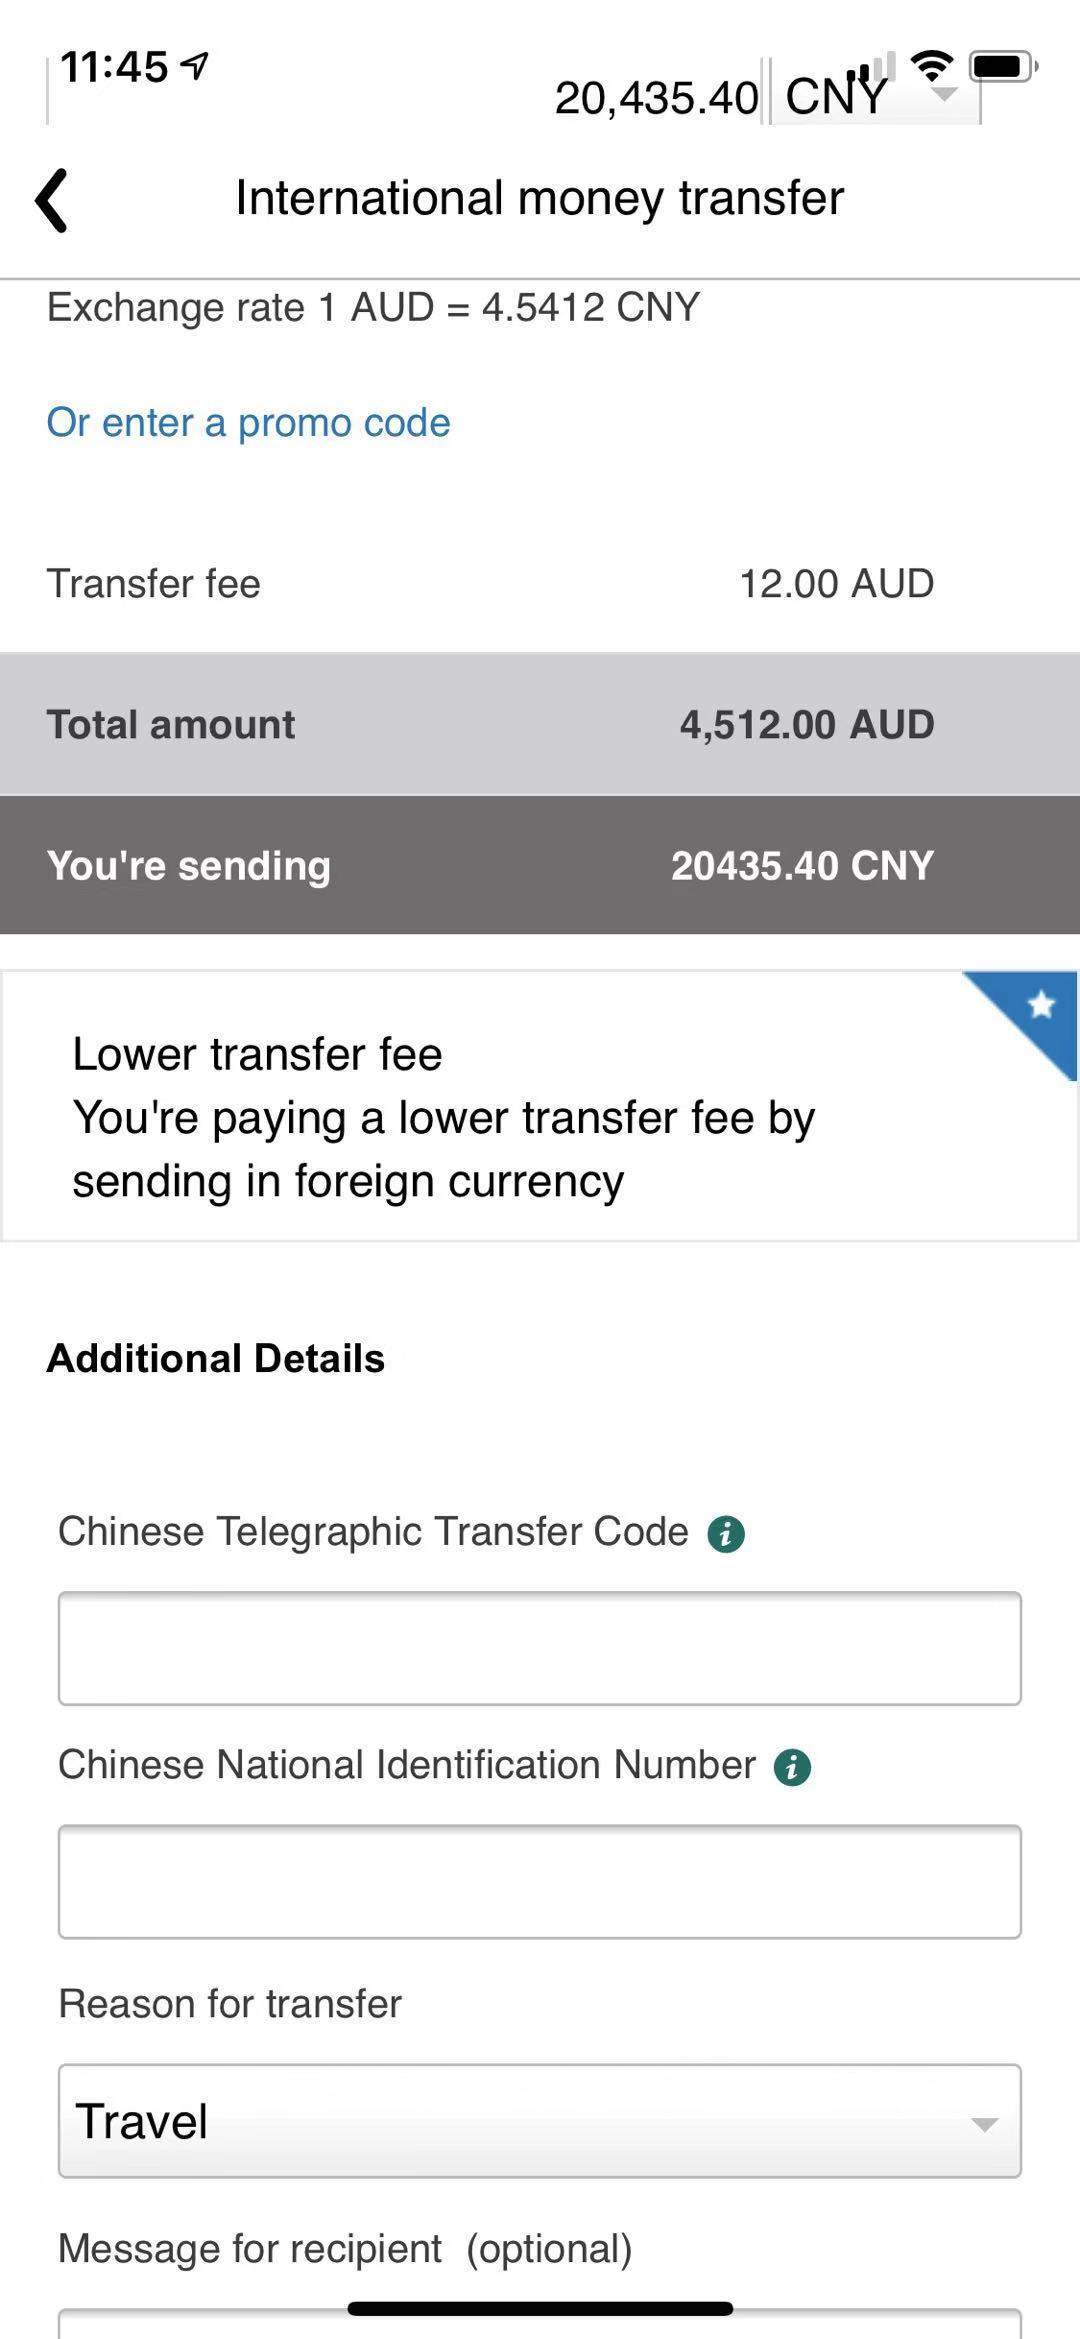 11:45
20,435.40 CNY
International money transfer
Exchange rate 1 AUD = 4.5412 CNY
Or enter a promo code
Transfer fee 12.00 AUD
Total amount 4,512.00 AUD
You're sending 20435.40 CNY
Lower transfer fee
You're paying a lower transfer fee by
sending in foreign currency
Additional Details
Chinese Telegraphic Transfer Code i
Chinese National Identification Number i
Reason for transfer
Travel
Message for recipient (optional)